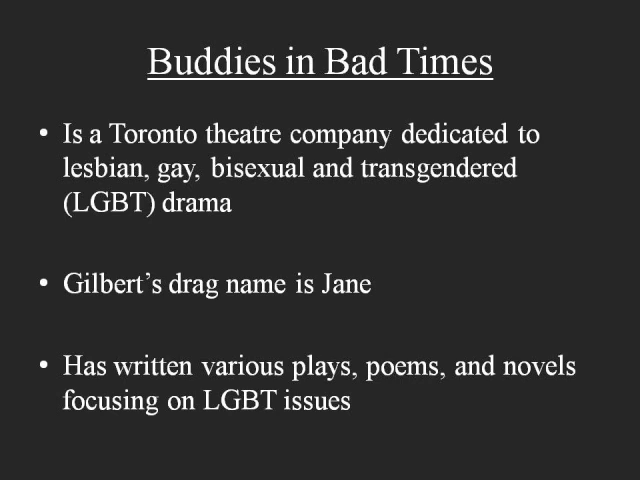 Buddies in Bad Times
• Is a Toronto theatre company dedicated to
lesbian, gay, bisexual and transgendered
(LGBT) drama
• Gilbert’s drag name is Jane
• Has written various plays, poems, and novels
focusing on LGBT issues